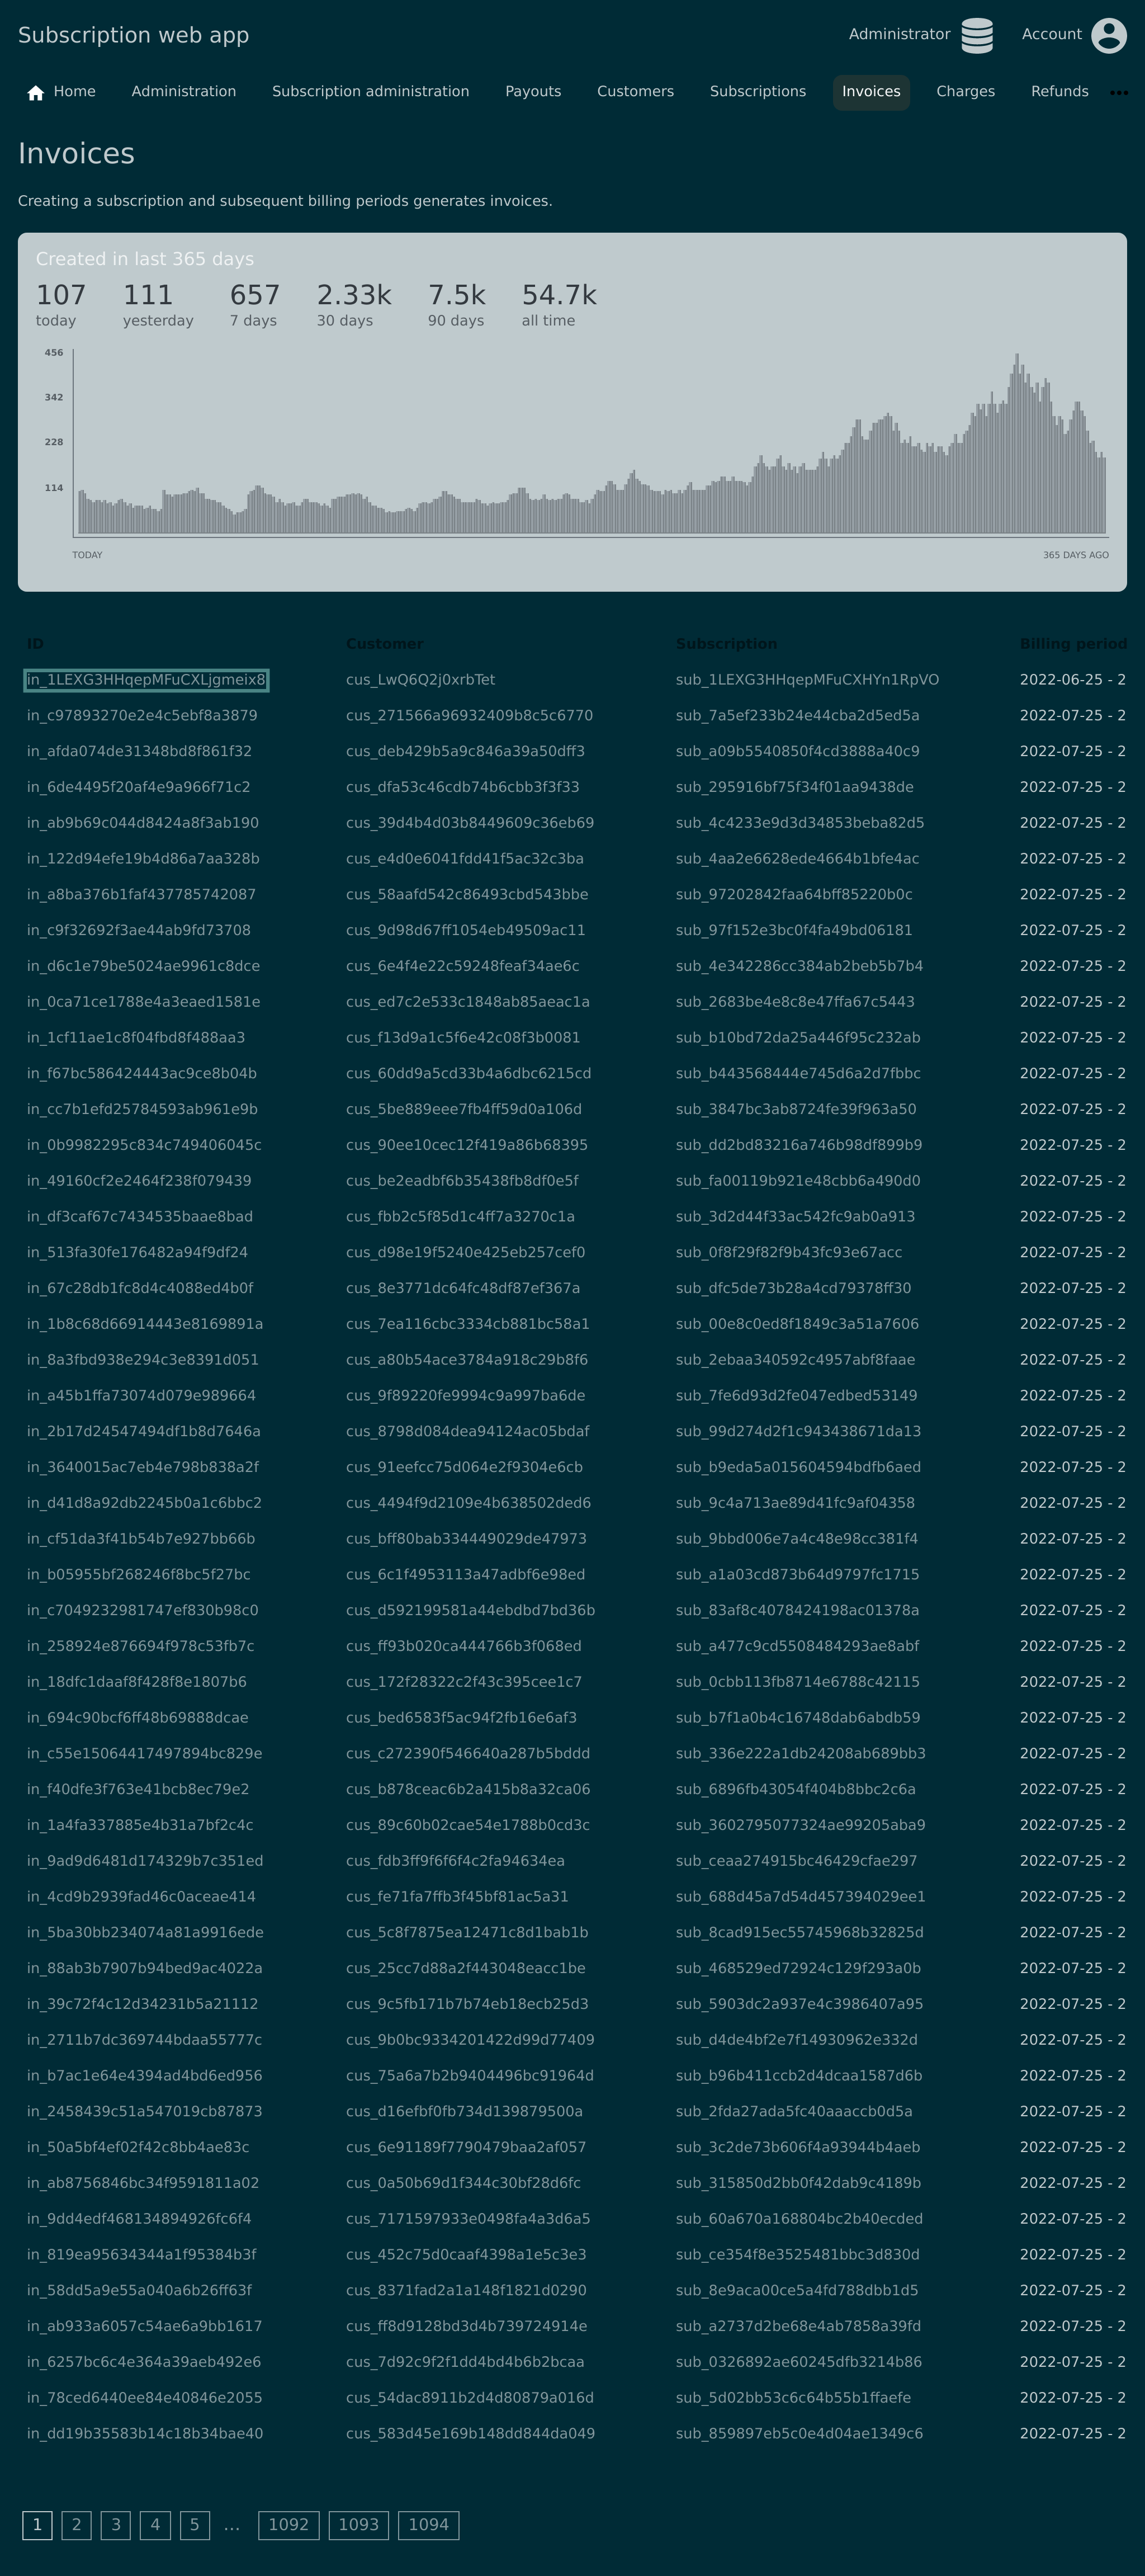 Subscription web app
Administrator
Account
Home Administration Subscription administration Payouts Customers Subscriptions Invoices Charges Refunds •••
Invoices
Creating a subscription and subsequent billing periods generates invoices.
Created in last 365 days
107 111 657 2.33k 7.5k 54.7k
today yesterday 7 days 30 days 90 days all time
456
342
228
114
TODAY 365 DAYS AGO
ID Customer Subscription Billing period
in_1LEXG3HHqepMFuCXLjgmeix8 cus_LwQ6Q2j0xrbTet sub_1LEXG3HHqepMFuCXHYn1RpVO 2022-06-25 - 2
in_c97893270e2e4c5ebf8a3879 cus_271566a96932409b8c5c6770 sub_7a5ef233b24e44cba2d5ed5a 2022-07-25 - 2
in_afda074de31348bd8f861f32 cus_deb429b5a9c846a39a50dff3 sub_a09b5540850f4cd3888a40c9 2022-07-25 - 2
in_6de4495f20af4e9a966f71c2 cus_dfa53c46cdb74b6cbb3f3f33 sub_295916bf75f34f01aa9438de 2022-07-25 - 2
in_ab9b69c044d8424a8f3ab190 cus_39d4b4d03b8449609c36eb69 sub_4c4233e9d3d34853beba82d5 2022-07-25 - 2
in_122d94efe19b4d86a7aa328b cus_e4d0e6041fdd41f5ac32c3ba sub_4aa2e6628ede4664b1bfe4ac 2022-07-25 - 2
in_a8ba376b1faf437785742087 cus_58aafd542c86493cbd543bbe sub_97202842faa64bff85220b0c 2022-07-25 - 2
in_c9f32692f3ae44ab9fd73708 cus_9d98d67ff1054eb49509ac11 sub_97f152e3bc0f4fa49bd06181 2022-07-25 - 2
in_d6c1e79be5024ae9961c8dce cus_6e4f4e22c59248feaf34ae6c sub_4e342286cc384ab2beb5b7b4 2022-07-25 - 2
in_0ca71ce1788e4a3eaed1581e cus_ed7c2e533c1848ab85aeac1a sub_2683be4e8c8e47ffa67c5443 2022-07-25 - 2
in_1cf11ae1c8f04fbd8f488aa3 cus_f13d9a1c5f6e42c08f3b0081 sub_b10bd72da25a446f95c232ab 2022-07-25 - 2
in_f67bc586424443ac9ce8b04b cus_60dd9a5cd33b4a6dbc6215cd sub_b443568444e745d6a2d7fbbc 2022-07-25 - 2
in_cc7b1efd25784593ab961e9b cus_5be889eee7fb4ff59d0a106d sub_3847bc3ab8724fe39f963a50 2022-07-25 - 2
in_0b9982295c834c749406045c cus_90ee10cec12f419a86b68395 sub_dd2bd83216a746b98df899b9 2022-07-25 - 2
in_49160cf2e2464f238f079439 cus_be2eadbf6b35438fb8df0e5f sub_fa00119b921e48cbb6a490d0 2022-07-25 - 2
in_df3caf67c7434535baae8bad cus_fbb2c5f85d1c4ff7a3270c1a sub_3d2d44f33ac542fc9ab0a913 2022-07-25 - 2
in_513fa30fe176482a94f9df24 cus_d98e19f5240e425eb257cef0 sub_0f8f29f82f9b43fc93e67acc 2022-07-25 - 2
in_67c28db1fc8d4c4088ed4b0f cus_8e3771dc64fc48df87ef367a sub_dfc5de73b28a4cd79378ff30 2022-07-25 - 2
in_1b8c68d66914443e8169891a cus_7ea116cbc3334cb881bc58a1 sub_00e8c0ed8f1849c3a51a7606 2022-07-25 - 2
in_8a3fbd938e294c3e8391d051 cus_a80b54ace3784a918c29b8f6 sub_2ebaa340592c4957abf8faae 2022-07-25 - 2
in_a45b1ffa73074d079e989664 cus_9f89220fe9994c9a997ba6de sub_7fe6d93d2fe047edbed53149 2022-07-25 - 2
in_2b17d24547494df1b8d7646a cus_8798d084dea94124ac05bdaf sub_99d274d2f1c943438671da13 2022-07-25 - 2
in_3640015ac7eb4e798b838a2f cus_91eefcc75d064e2f9304e6cb sub_b9eda5a015604594bdfb6aed 2022-07-25 - 2
in_d41d8a92db2245b0a1c6bbc2 cus_4494f9d2109e4b638502ded6 sub_9c4a713ae89d41fc9af04358 2022-07-25 - 2
in_cf51da3f41b54b7e927bb66b cus_bff80bab334449029de47973 sub_9bbd006e7a4c48e98cc381f4 2022-07-25 - 2
in_b05955bf268246f8bc5f27bc cus_6c1f4953113a47adbf6e98ed sub_a1a03cd873b64d9797fc1715 2022-07-25 - 2
in_c7049232981747ef830b98c0 cus_d592199581a44ebdbd7bd36b sub_83af8c4078424198ac01378a 2022-07-25 - 2
in_258924e876694f978c53fb7c cus_ff93b020ca444766b3f068ed sub_a477c9cd5508484293ae8abf 2022-07-25 - 2
in_18dfc1daaf8f428f8e1807b6 cus_172f28322c2f43c395cee1c7 sub_0cbb113fb8714e6788c42115 2022-07-25 - 2
in_694c90bcf6ff48b69888dcae cus_bed6583f5ac94f2fb16e6af3 sub_b7f1a0b4c16748dab6abdb59 2022-07-25 - 2
in_c55e15064417497894bc829e cus_c272390f546640a287b5bddd sub_336e222a1db24208ab689bb3 2022-07-25 - 2
in_f40dfe3f763e41bcb8ec79e2 cus_b878ceac6b2a415b8a32ca06 sub_6896fb43054f404b8bbc2c6a 2022-07-25 - 2
in_1a4fa337885e4b31a7bf2c4c cus_89c60b02cae54e1788b0cd3c sub_3602795077324ae99205aba9 2022-07-25 - 2
in_9ad9d6481d174329b7c351ed cus_fdb3ff9f6f6f4c2fa94634ea sub_ceaa274915bc46429cfae297 2022-07-25 - 2
in_4cd9b2939fad46c0aceae414 cus_fe71fa7ffb3f45bf81ac5a31 sub_688d45a7d54d457394029ee1 2022-07-25 - 2
in_5ba30bb234074a81a9916ede cus_5c8f7875ea12471c8d1bab1b sub_8cad915ec55745968b32825d 2022-07-25 - 2
in_88ab3b7907b94bed9ac4022a cus_25cc7d88a2f443048eacc1be sub_468529ed72924c129f293a0b 2022-07-25 - 2
in_39c72f4c12d34231b5a21112 cus_9c5fb171b7b74eb18ecb25d3 sub_5903dc2a937e4c3986407a95 2022-07-25 - 2
in_2711b7dc369744bdaa55777c cus_9b0bc9334201422d99d77409 sub_d4de4bf2e7f14930962e332d 2022-07-25 - 2
in_b7ac1e64e4394ad4bd6ed956 cus_75a6a7b2b9404496bc91964d sub_b96b411ccb2d4dcaa1587d6b 2022-07-25 - 2
in_2458439c51a547019cb87873 cus_d16efbf0fb734d139879500a sub_2fda27ada5fc40aaaccb0d5a 2022-07-25 - 2
in_50a5bf4ef02f42c8bb4ae83c cus_6e91189f7790479baa2af057 sub_3c2de73b606f4a93944b4aeb 2022-07-25 - 2
in_ab8756846bc34f9591811a02 cus_0a50b69d1f344c30bf28d6fc sub_315850d2bb0f42dab9c4189b 2022-07-25 - 2
in_9dd4edf468134894926fc6f4 cus_7171597933e0498fa4a3d6a5 sub_60a670a168804bc2b40ecded 2022-07-25 - 2
in_819ea95634344a1f95384b3f cus_452c75d0caaf4398a1e5c3e3 sub_ce354f8e3525481bbc3d830d 2022-07-25 - 2
in_58dd5a9e55a040a6b26ff63f cus_8371fad2a1a148f1821d0290 sub_8e9aca00ce5a4fd788dbb1d5 2022-07-25 - 2
in_ab933a6057c54ae6a9bb1617 cus_ff8d9128bd3d4b739724914e sub_a2737d2be68e4ab7858a39fd 2022-07-25 - 2
in_6257bc6c4e364a39aeb492e6 cus_7d92c9f2f1dd4bd4b6b2bcaa sub_0326892ae60245dfb3214b86 2022-07-25 - 2
in_78ced6440ee84e40846e2055 cus_54dac8911b2d4d80879a016d sub_5d02bb53c6c64b55b1ffaefe 2022-07-25 - 2
in_dd19b35583b14c18b34bae40 cus_583d45e169b148dd844da049 sub_859897eb5c0e4d04ae1349c6 2022-07-25 - 2
1 2 3 4 5 … 1092 1093 1094